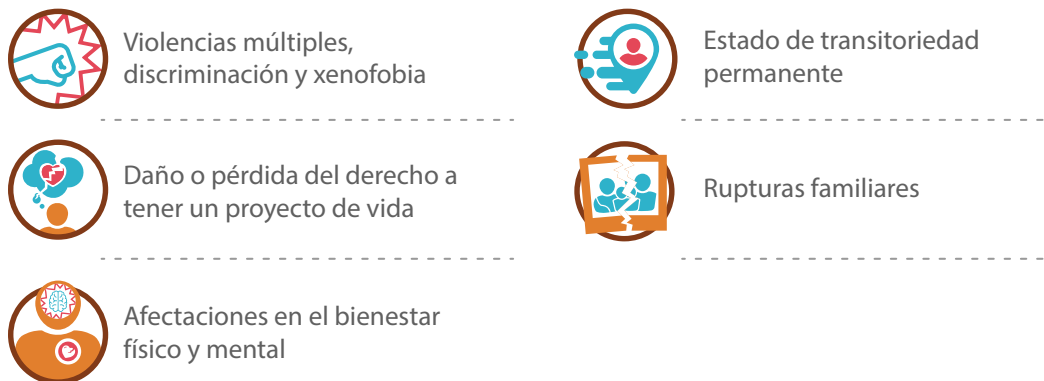 Violencias múltiples,
discriminación y xenofobia
Daño o pérdida del derecho a
tener un proyecto de vida
Afectaciones en el bienestar
físico y mental
Estado de transitoriedad
permanente
Rupturas familiares